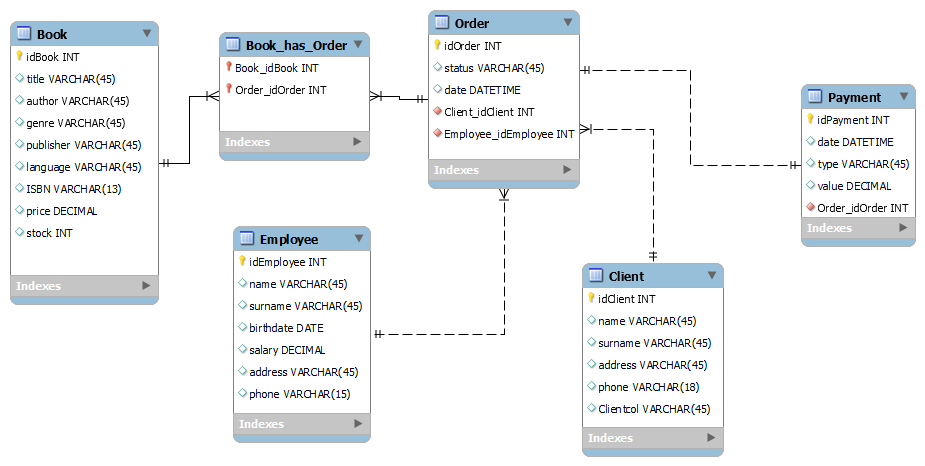 Book
idBook INT
title VARCHAR(45)
author VARCHAR(45)
genre VARCHAR(45)
publisher VARCHAR(45)
language VARCHAR(45)
ISBN VARCHAR(13)
price DECIMAL
stock INT
Indexes
Book_has_Order
Book_idBook INT
Order_idOrder INT
Indexes
Order
idOrder INT
status VARCHAR(45)
date DATETIME
Client_idClient INT
Employee_idEmployee INT
Indexes
Payment
idPayment INT
date DATETIME
type VARCHAR(45)
value DECIMAL
Order_idOrder INT
Indexes
Employee
idEmployee INT
name VARCHAR(45)
surname VARCHAR(45)
birthdate DATE
salary DECIMAL
address VARCHAR(45)
phone VARCHAR(15)
Indexes
Client
idClient INT
name VARCHAR(45)
surname VARCHAR(45)
address VARCHAR(45)
phone VARCHAR(18)
Clientcol VARCHAR(45)
Indexes